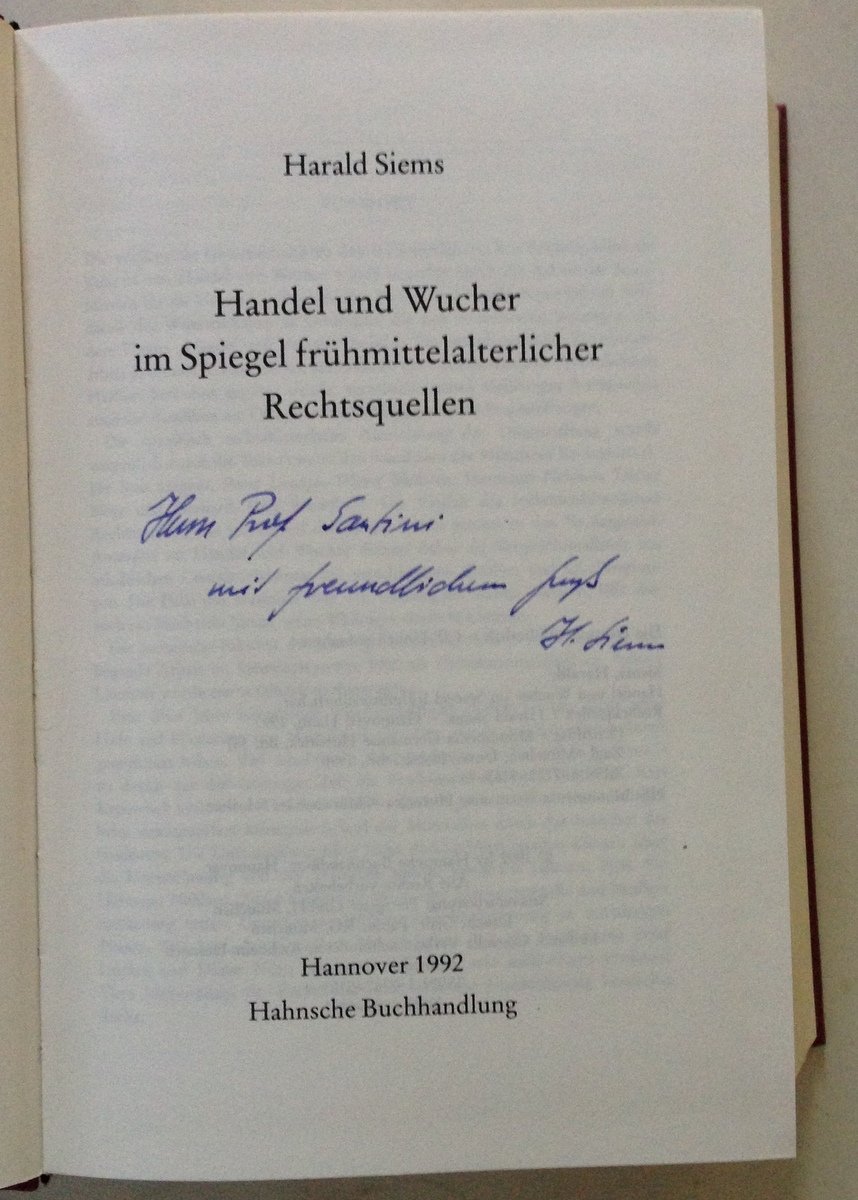 Harald Siems
Handel und Wucher
im Spiegel frühmittelalterlicher
Rechtsquellen
Herrn Prof Santini
mit freundlichem Gruß
H. Siems
Hannover 1992
Hahnsche Buchhandlung